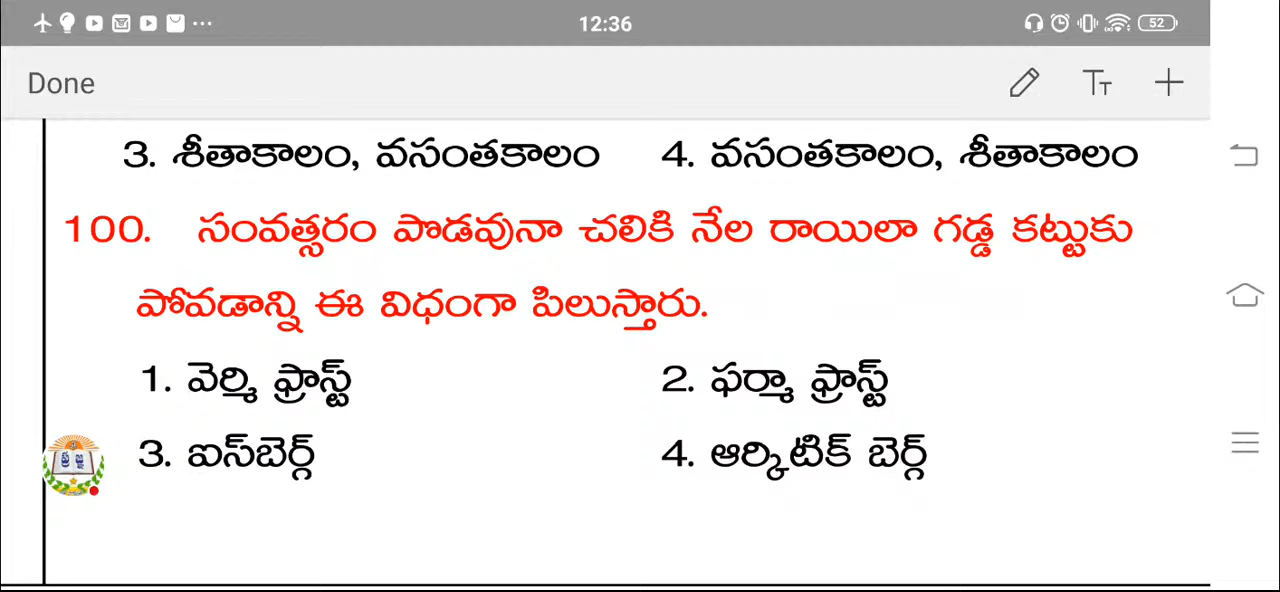 12:36
52
Done
3. శీతాకాలం, వసంతకాలం 4. వసంతకాలం, శీతాకాలం
100. సంవత్సరం పొడవునా చలికి నేల రాయిలా గడ్డ కట్టుకు
పోవడాన్ని ఈ విధంగా పిలుస్తారు.
1. వెర్మి ఫ్రాస్ట్ 2. ఫర్మా ఫ్రాస్ట్
3. ఐస్‌బెర్గ్ 4. ఆర్కిటిక్ బెర్గ్